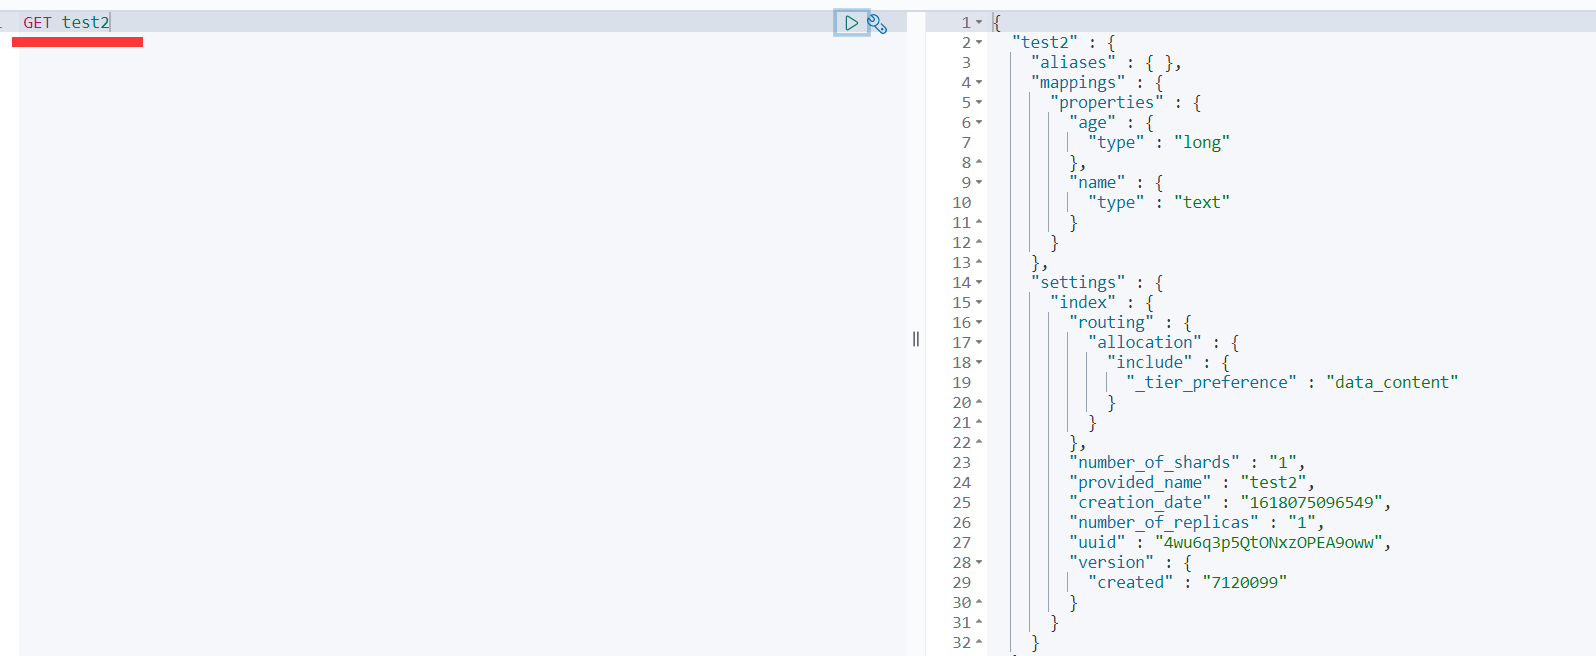 GET test2
1 {
2 "test2" : {
3 "aliases" : { },
4 "mappings" : {
5 "properties" : {
6 "age" : {
7 "type" : "long"
8 },
9 "name" : {
10 "type" : "text"
11 }
12 }
13 },
14 "settings" : {
15 "index" : {
16 "routing" : {
17 "allocation" : {
18 "include" : {
19 "_tier_preference" : "data_content"
20 }
21 }
22 },
23 "number_of_shards" : "1",
24 "provided_name" : "test2",
25 "creation_date" : "1618075096549",
26 "number_of_replicas" : "1",
27 "uuid" : "4wu6q3p5QtONxzOPEA9oww",
28 "version" : {
29 "created" : "7120099"
30 }
31 }
32 }